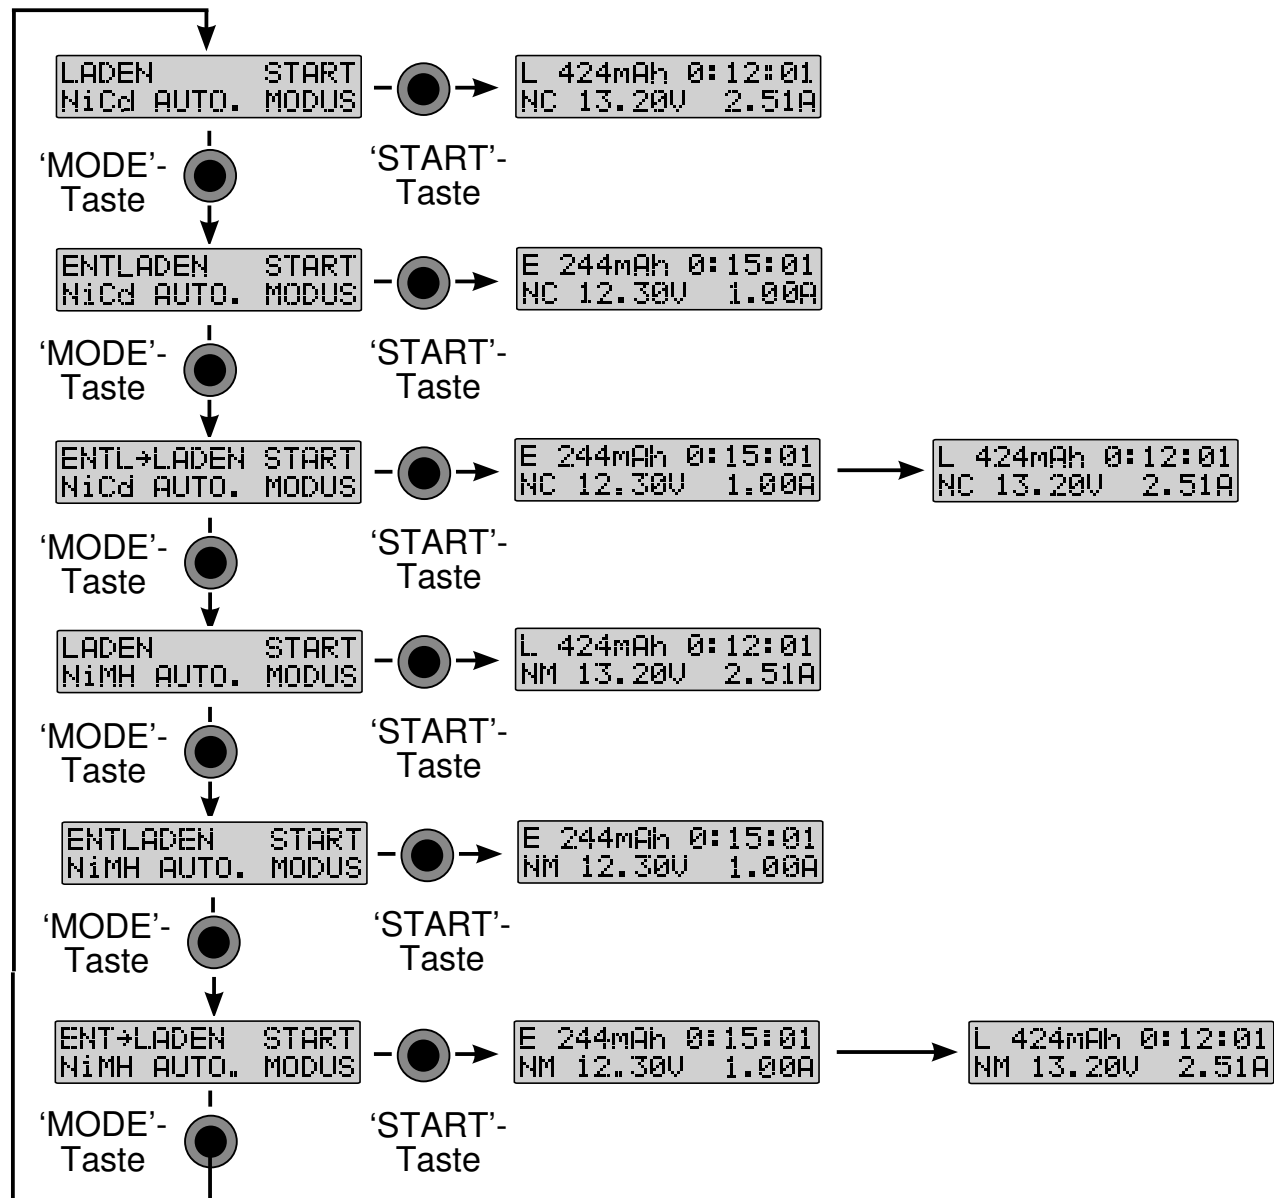 LADEN START
NiCd AUTO. MODUS
L 424mAh 0:12:01
NC 13.20V 2.51A
‘MODE’-
Taste
‘START’-
Taste
ENTLADEN START
NiCd AUTO. MODUS
E 244mAh 0:15:01
NC 12.30V 1.00A
‘MODE’-
Taste
‘START’-
Taste
ENTL→LADEN START
NiCd AUTO. MODUS
E 244mAh 0:15:01
NC 12.30V 1.00A
L 424mAh 0:12:01
NC 13.20V 2.51A
‘MODE’-
Taste
‘START’-
Taste
LADEN START
NiMH AUTO. MODUS
L 424mAh 0:12:01
NM 13.20V 2.51A
‘MODE’-
Taste
‘START’-
Taste
ENTLADEN START
NiMH AUTO. MODUS
E 244mAh 0:15:01
NM 12.30V 1.00A
‘MODE’-
Taste
‘START’-
Taste
ENT→LADEN START
NiMH AUTO. MODUS
E 244mAh 0:15:01
NM 12.30V 1.00A
L 424mAh 0:12:01
NM 13.20V 2.51A
‘MODE’-
Taste
‘START’-
Taste